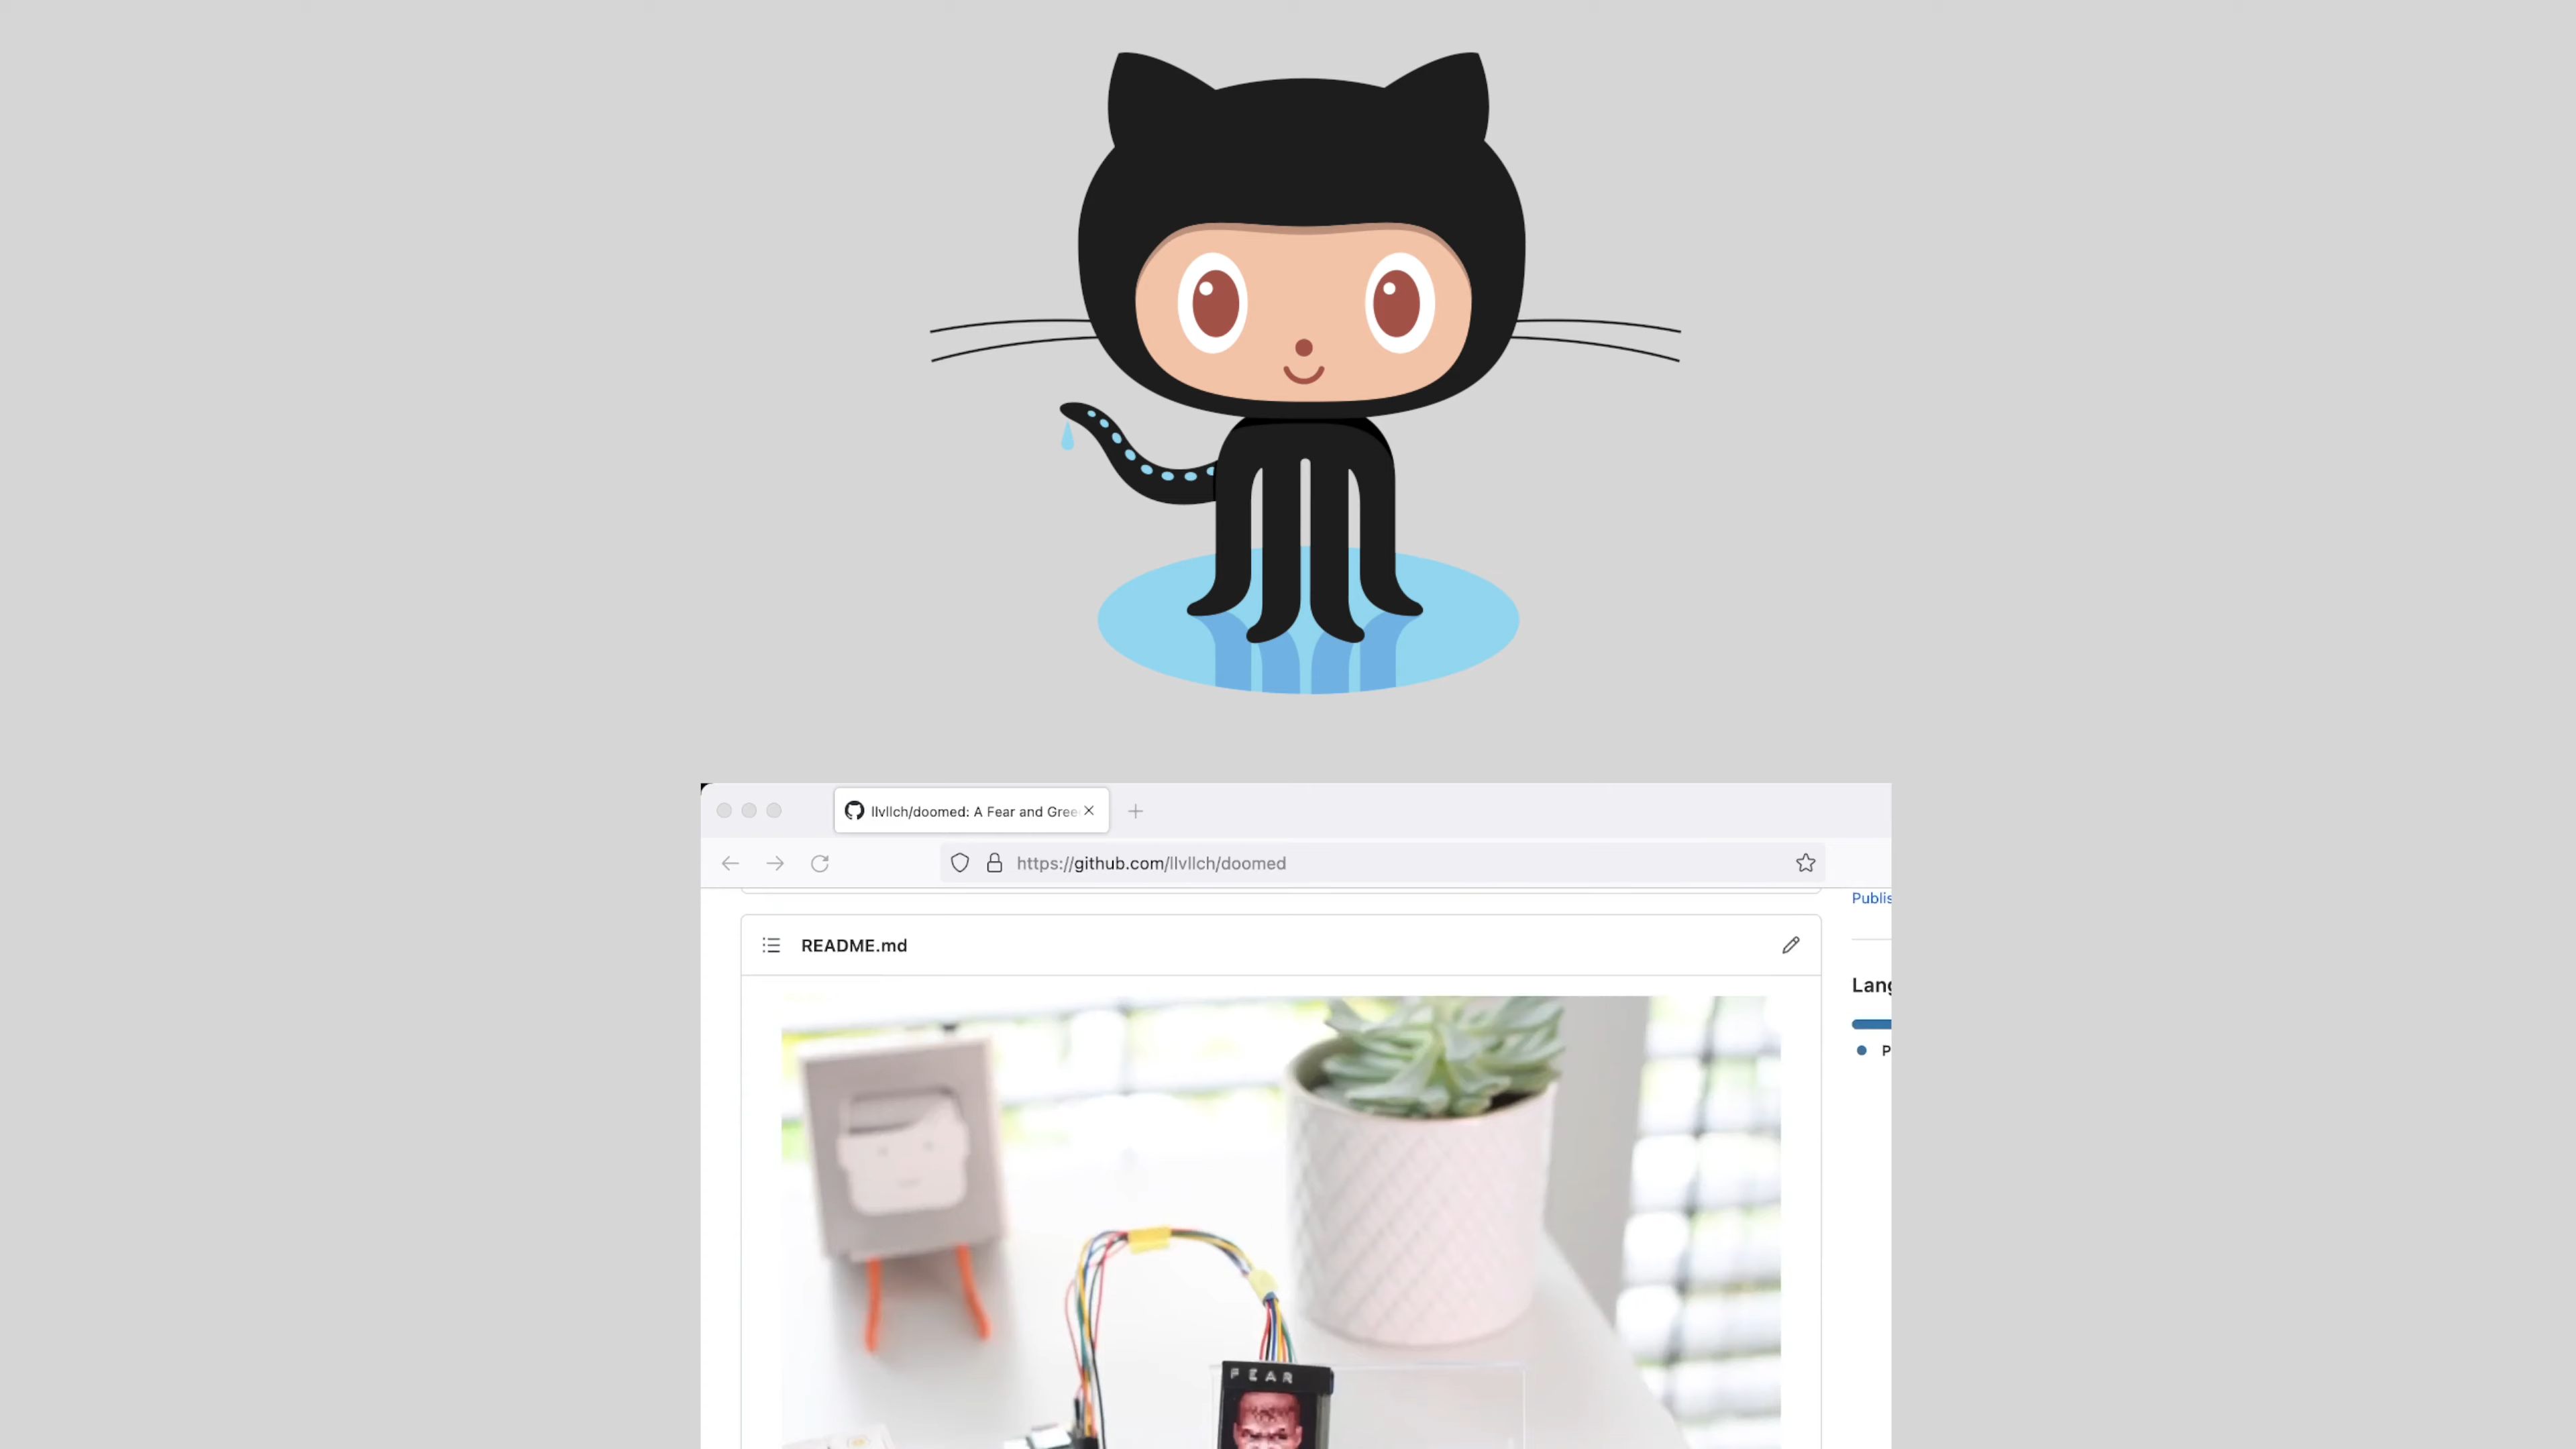 llvllch/doomed: A Fear and Gree
https://github.com/llvllch/doomed
Publis
README.md
Lang
P
FEAR